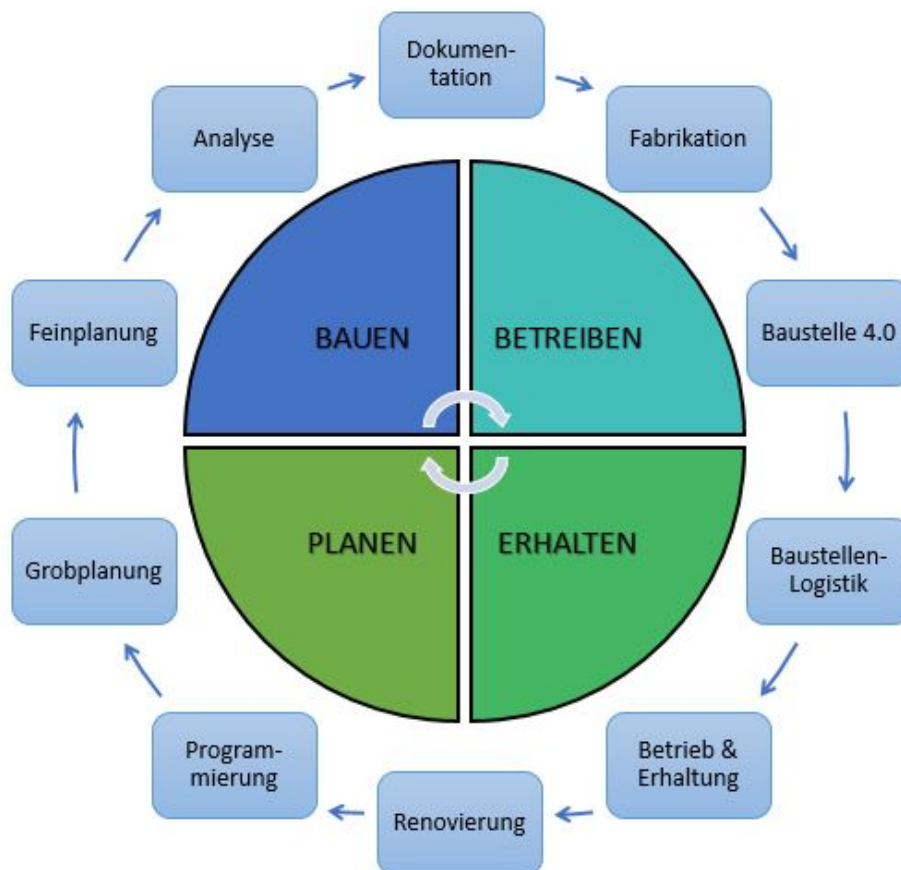 Dokumen-
tation
Analyse
Fabrikation
Feinplanung
BAUEN
BETREIBEN
Baustelle 4.0
Grobplanung
PLANEN
ERHALTEN
Baustellen-
Logistik
Programm-
mierung
Renovierung
Betrieb &
Erhaltung